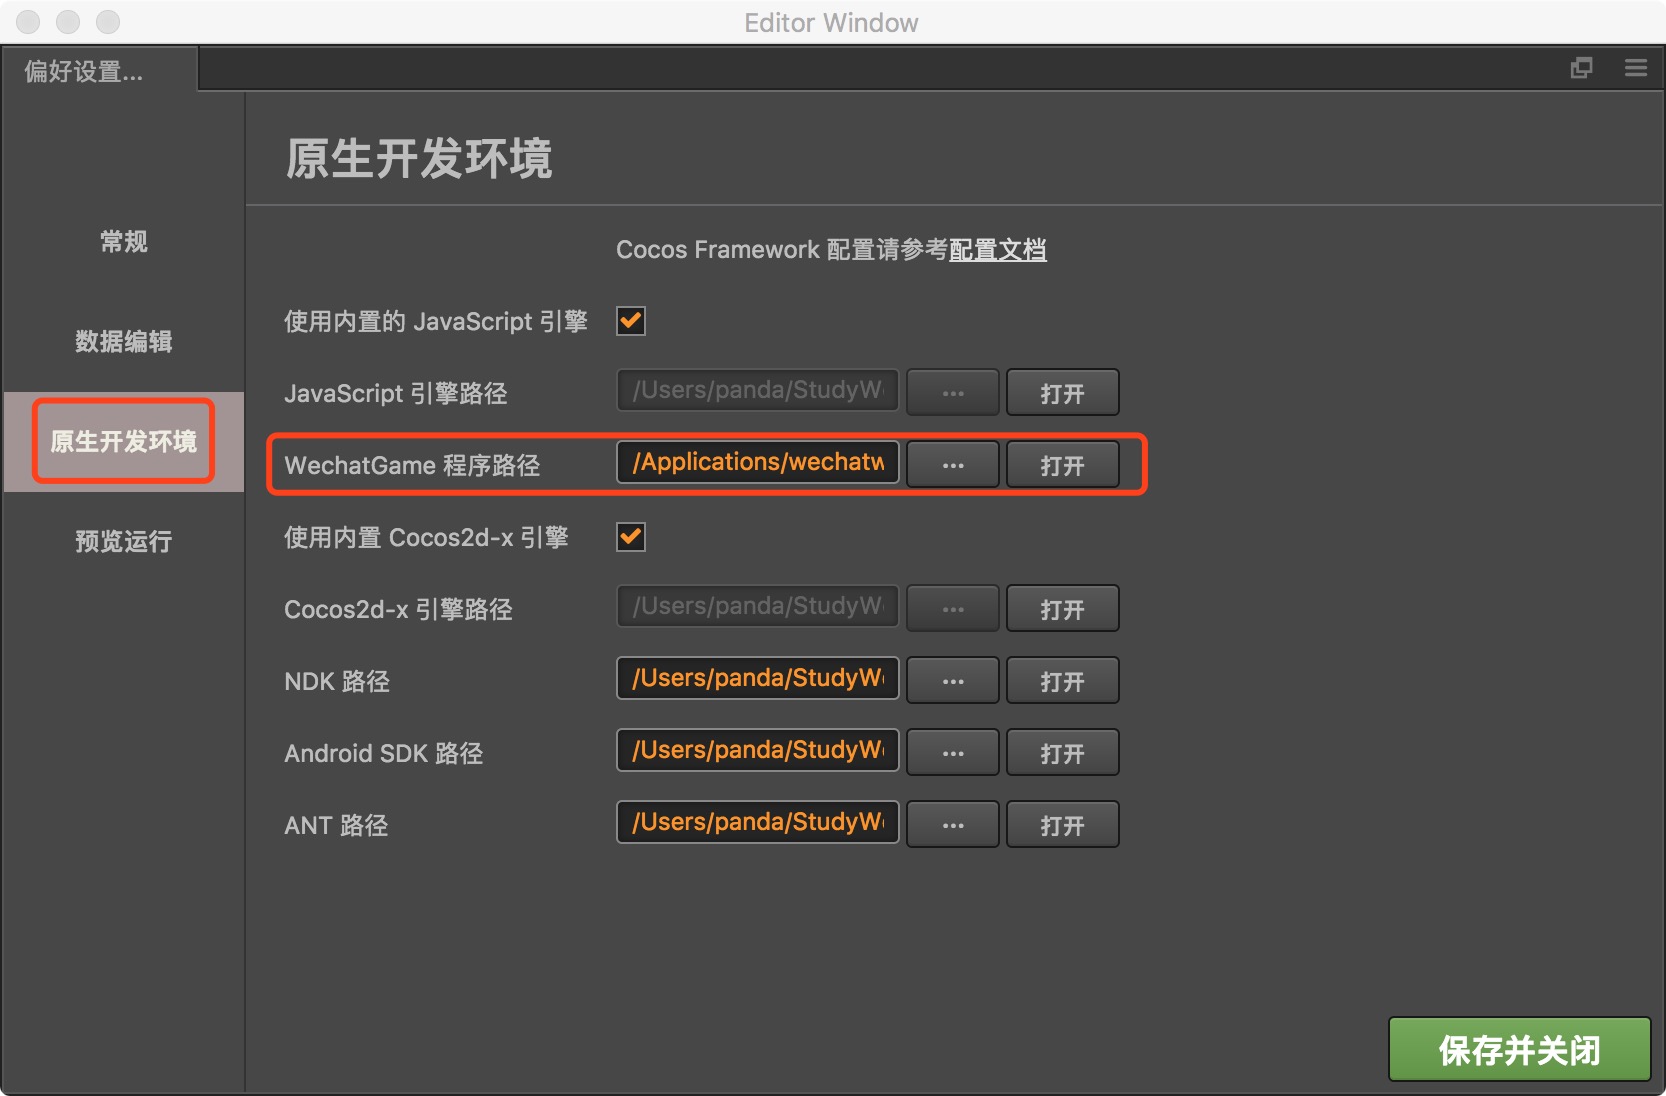 Editor Window
偏好设置...
原生开发环境
常规
数据编辑
原生开发环境
预览运行
Cocos Framework 配置请参考配置文档
使用内置的 JavaScript 引擎
JavaScript 引擎路径 /Users/panda/StudyW ... 打开
WechatGame 程序路径 /Applications/wechatw ... 打开
使用内置 Cocos2d-x 引擎
Cocos2d-x 引擎路径 /Users/panda/StudyW ... 打开
NDK 路径 /Users/panda/StudyW ... 打开
Android SDK 路径 /Users/panda/StudyW ... 打开
ANT 路径 /Users/panda/StudyW ... 打开
保存并关闭